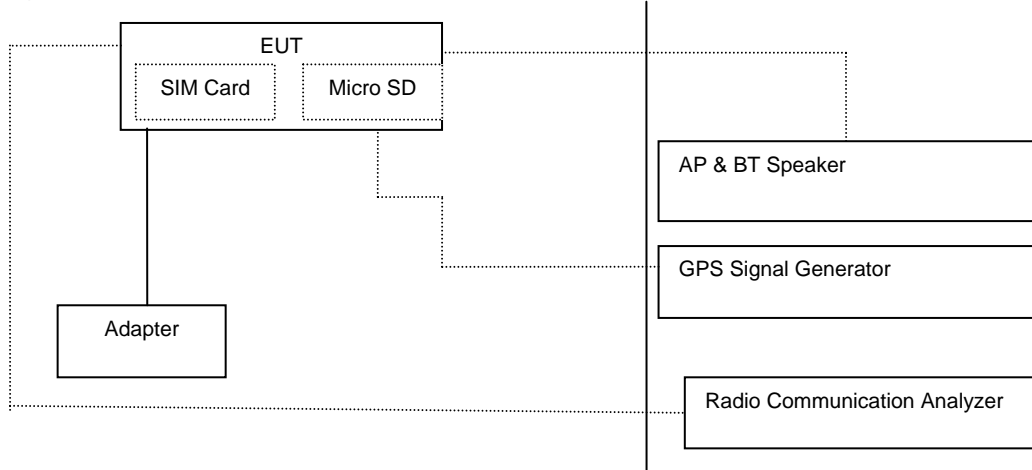 EUT
SIM Card
Micro SD
AP & BT Speaker
GPS Signal Generator
Adapter
Radio Communication Analyzer